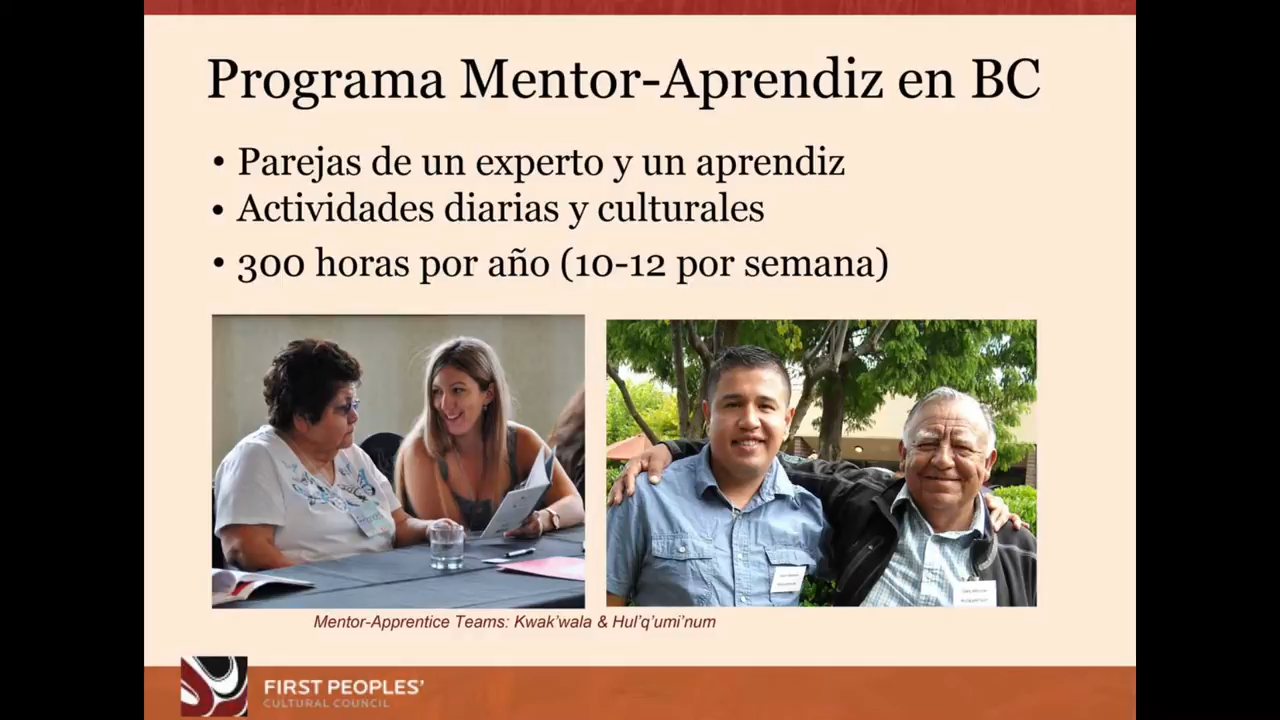 Programa Mentor-Aprendiz en BC
• Parejas de un experto y un aprendiz
• Actividades diarias y culturales
• 300 horas por año (10-12 por semana)
Mentor-Apprentice Teams: Kwak’wala & Hul’q’umi’num
FIRST PEOPLES’
CULTURAL COUNCIL